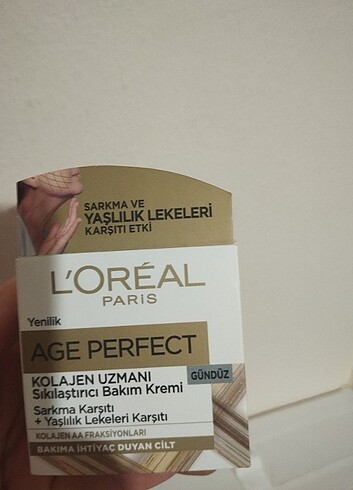 SARKMA VE
YAŞLILIK LEKELERİ
KARŞITI ETKİ
L'ORÉAL
PARIS
Yenilik
AGE PERFECT
KOLAJEN UZMANI
GÜNDÜZ
Sıkılaştırıcı Bakım Kremi
Sarkma Karşıtı
+ Yaşlılık Lekeleri Karşıtı
KOLAJEN AA FRAKSİYONLARI
BAKIMA İHTİYAÇ DUYAN CİLT